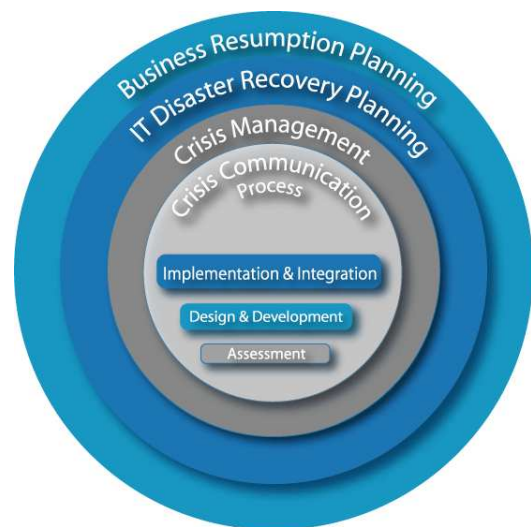 Business Resumption Planning
IT Disaster Recovery Planning
Crisis Management
Crisis Communication
Process
Implementation & Integration
Design & Development
Assessment